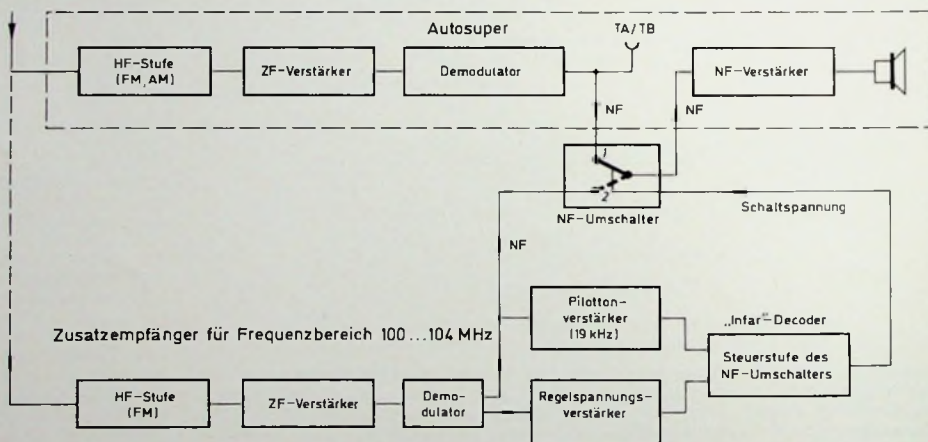 Autosuper
TA/TB
HF-Stufe
(FM, AM)
ZF-Verstärker
Demodulator
NF-Verstärker
NF
NF
1
2
NF-Umschalter
Schaltspannung
NF
Pilotton-
verstärker
(19 kHz)
„Infar"-Decoder
Zusatzempfänger für Frequenzbereich 100...104 MHz
Steuerstufe des
NF-Umschalters
HF-Stufe
(FM)
ZF-Verstärker
Demo-
dulator
Regelspannungs-
verstärker